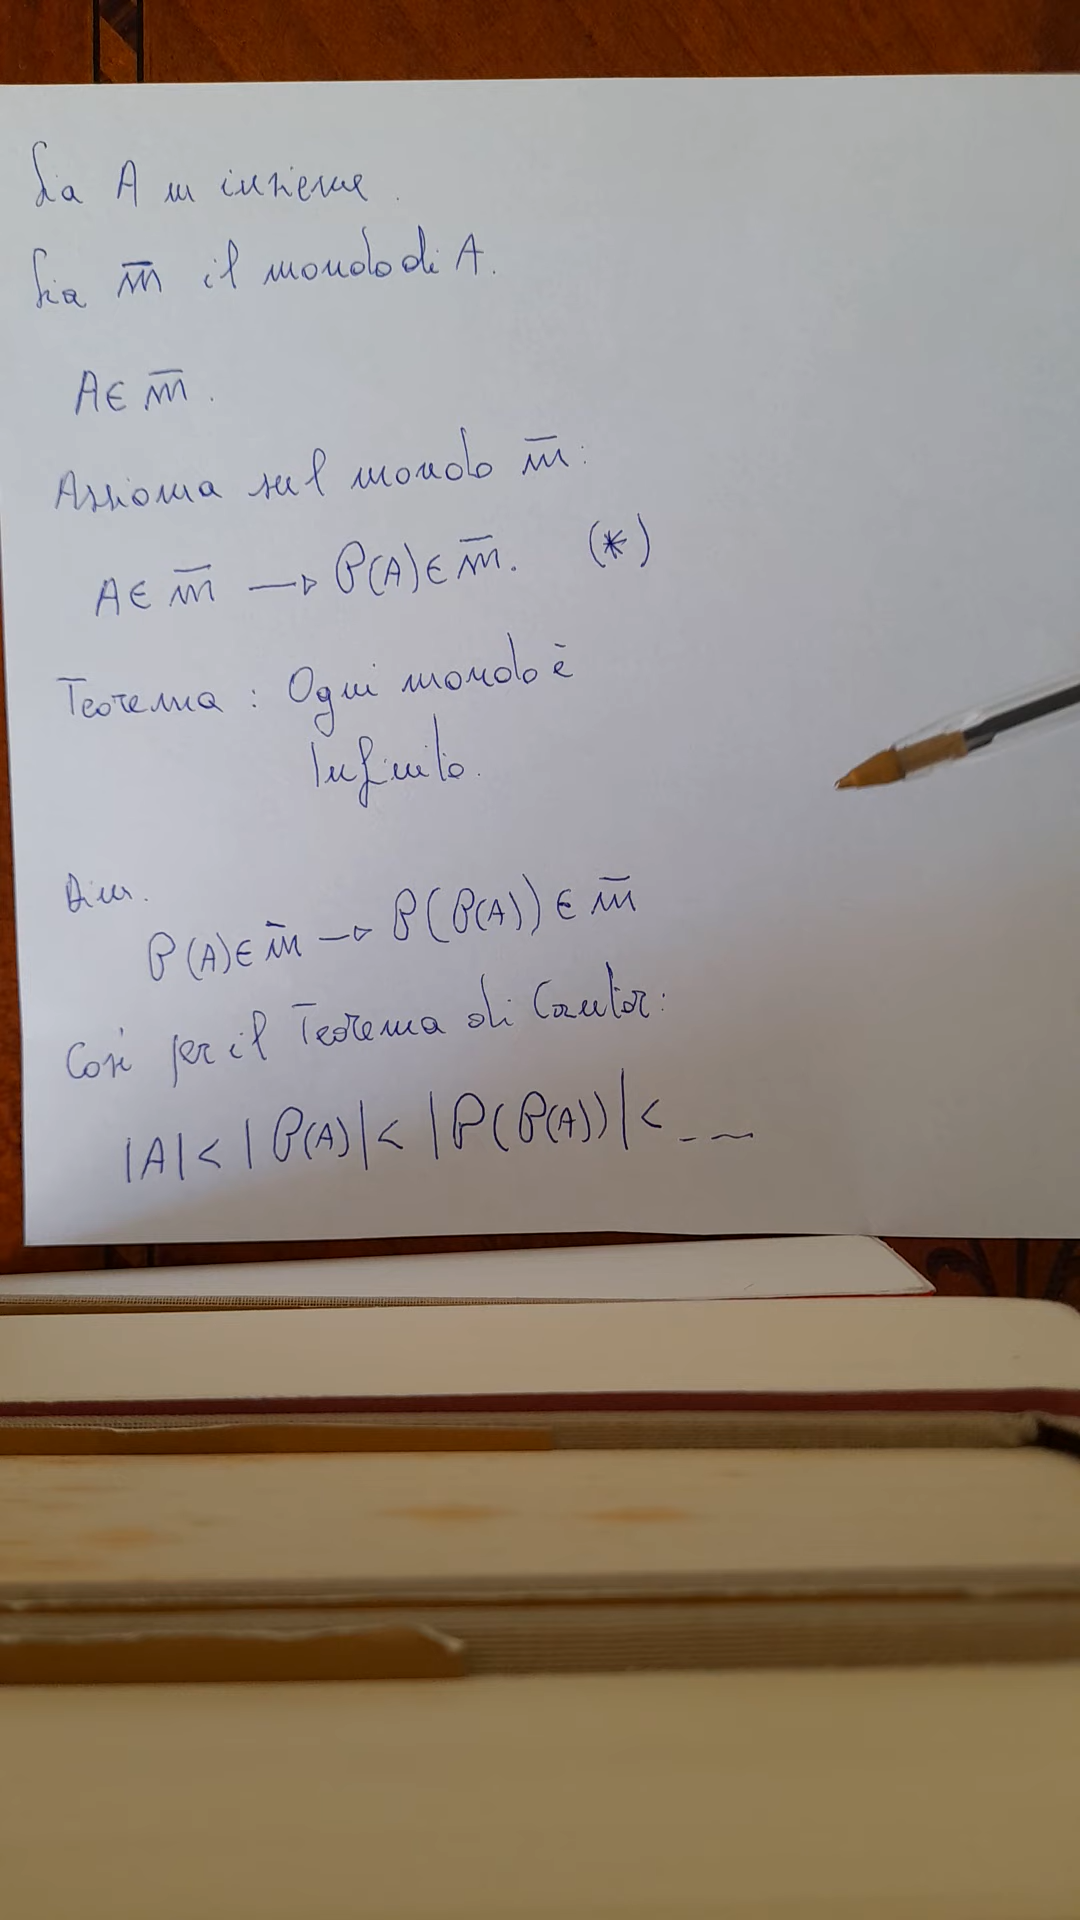 Sia A un insieme.
Sia m̅ il mondo di A.
A ∈ m̅.
Assioma sul mondo m̅:
A ∈ m̅ → P(A) ∈ m̅. (*)
Teorema: Ogni mondo è
Infinito.
Dim.
P(A) ∈ m̅ → P(P(A)) ∈ m̅
Così per il Teorema di Cantor:
|A| < |P(A)| < |P(P(A))| < ---